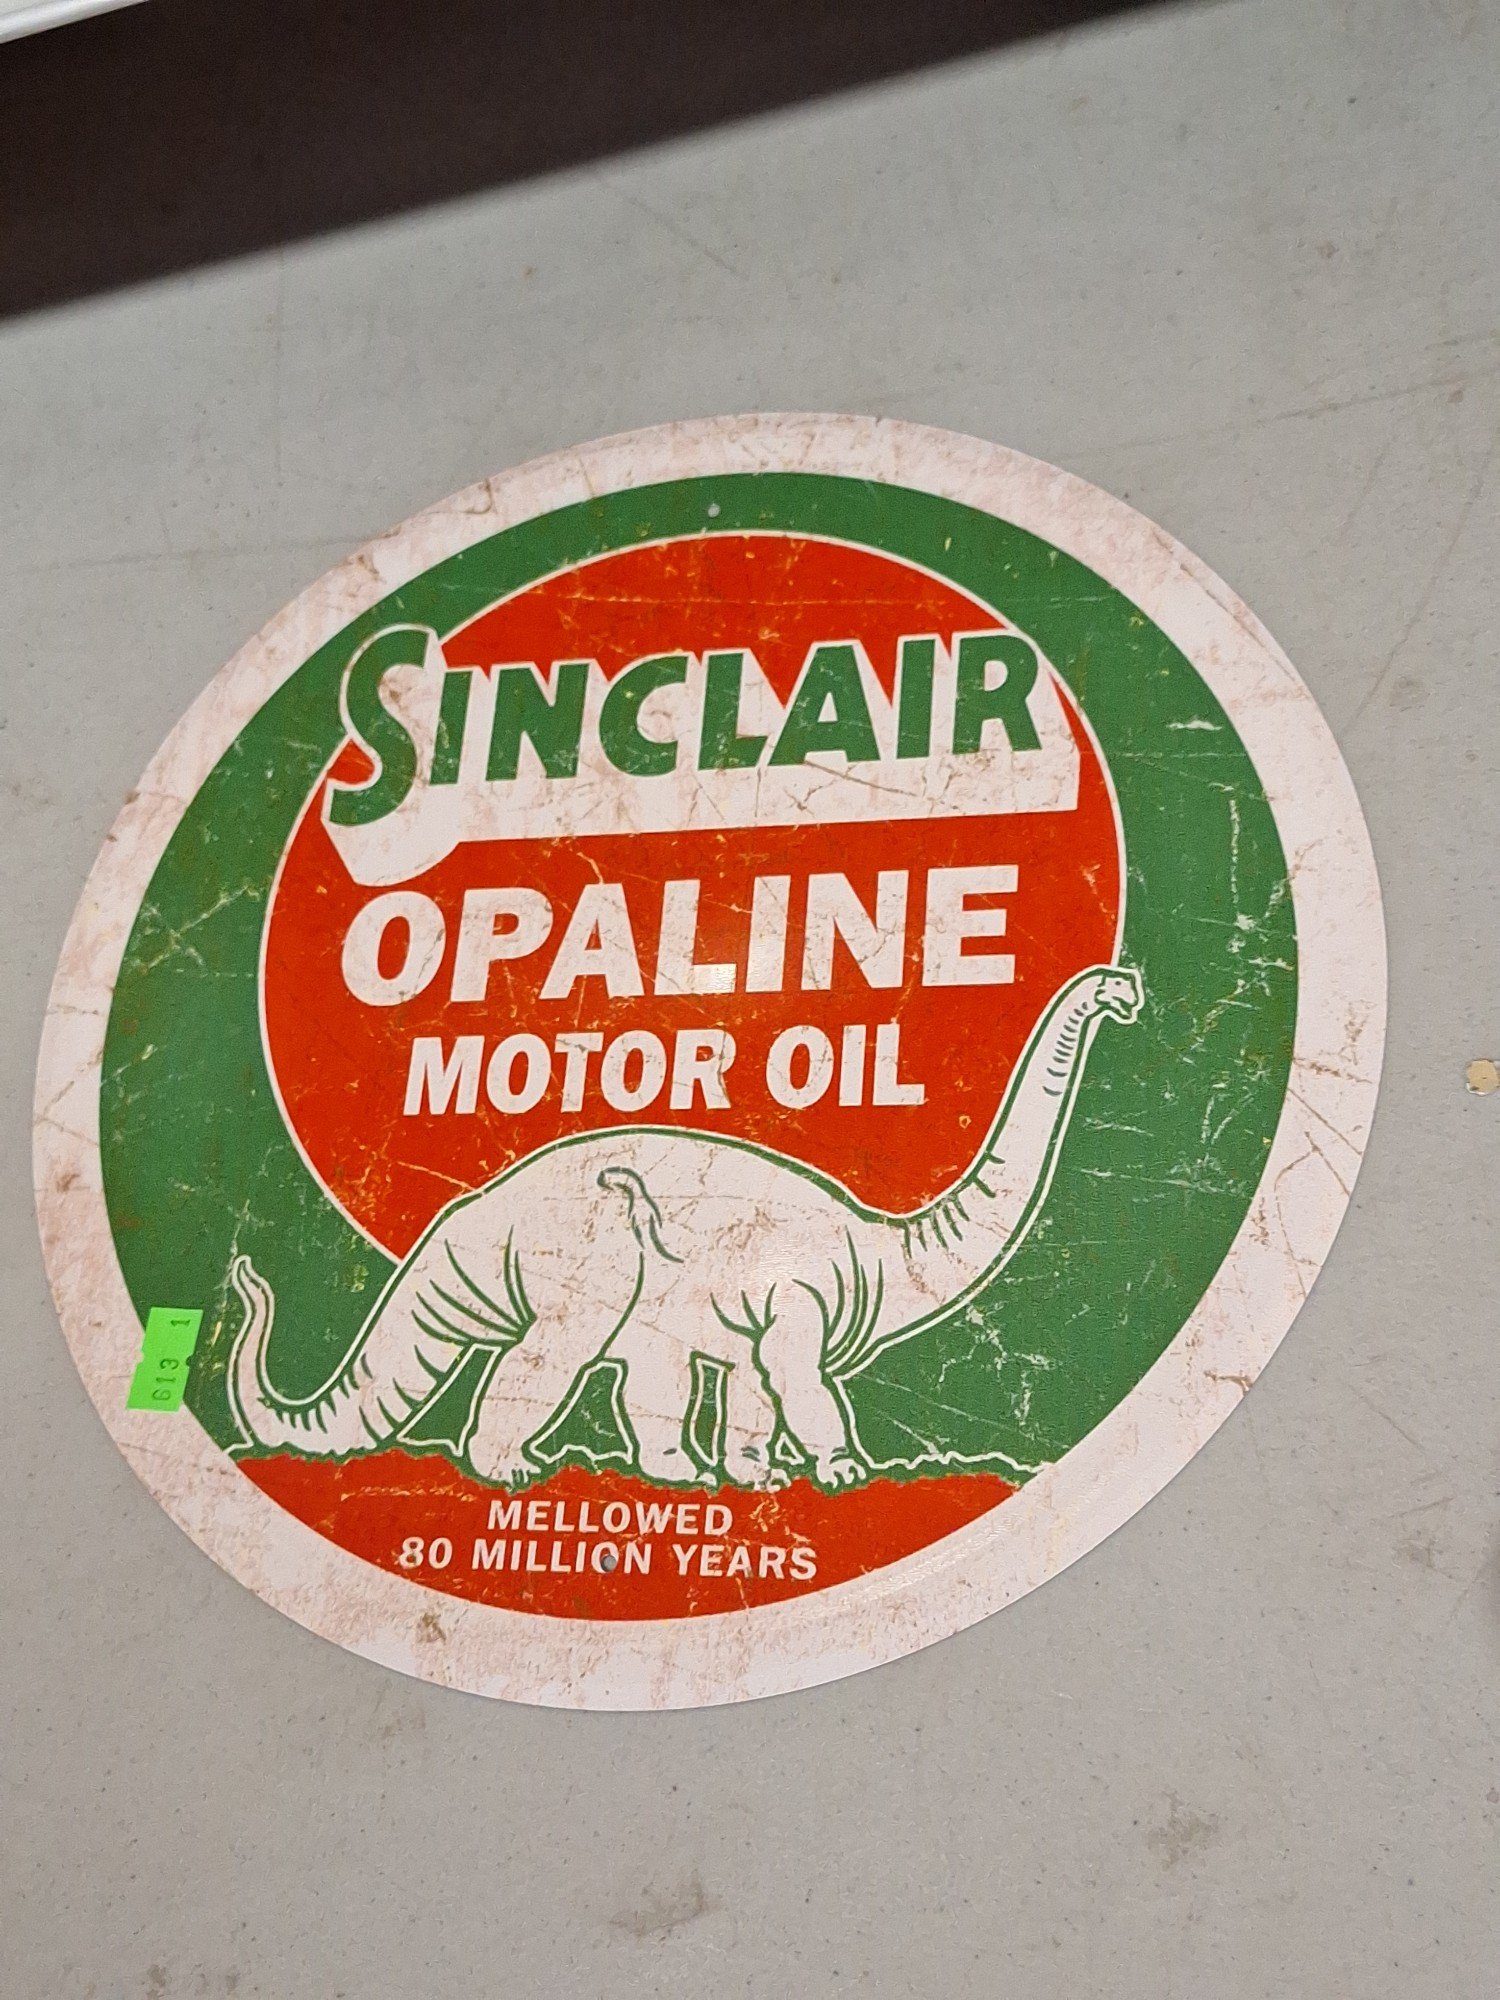 SINCLAIR
OPALINE
MOTOR OIL
MELLOWED
80 MILLION YEARS
613 1